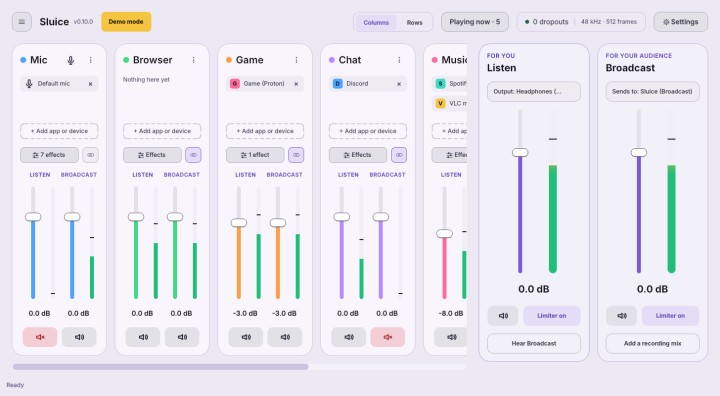 Sluice v0.10.0 Demo mode Columns Rows Playing now · 5 0 dropouts 48 kHz · 512 frames Settings
Mic
Default mic ×
+ Add app or device
7 effects
LISTEN BROADCAST
0.0 dB 0.0 dB
Browser
Nothing here yet
+ Add app or device
Effects
LISTEN BROADCAST
0.0 dB 0.0 dB
Game
G Game (Proton) ×
+ Add app or device
1 effect
LISTEN BROADCAST
-3.0 dB -3.0 dB
Chat
D Discord ×
+ Add app or device
Effects
LISTEN BROADCAST
0.0 dB 0.0 dB
Music
S Spotif
V VLC m
+ Add app
Effec
LISTEN
-8.0 dB
FOR YOU
Listen
Output: Headphones (...
0.0 dB
Limiter on
Hear Broadcast
FOR YOUR AUDIENCE
Broadcast
Sends to: Sluice (Broadcast)
0.0 dB
Limiter on
Add a recording mix
Ready